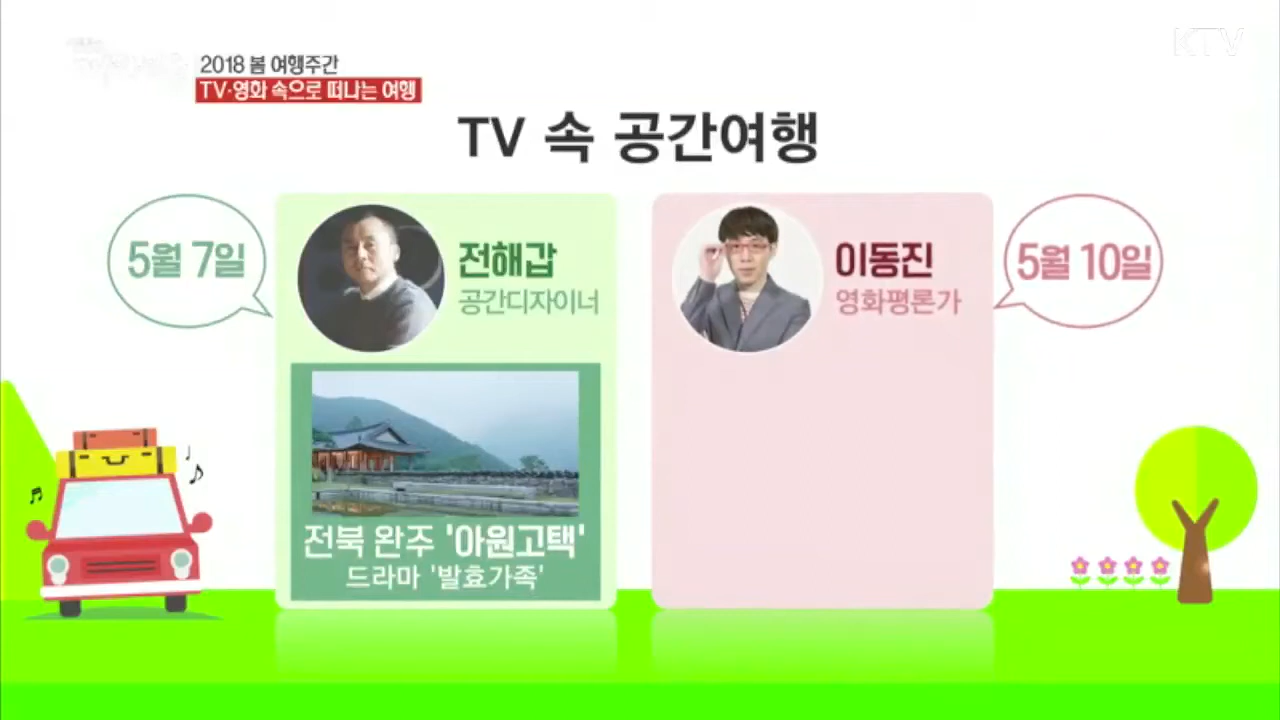 KTV
2018 봄 여행주간
TV·영화 속으로 떠나는 여행
TV 속 공간여행
5월 7일
전해갑
공간디자이너
전북 완주 '아원고택'
드라마 '발효가족'
이동진
영화평론가
5월 10일